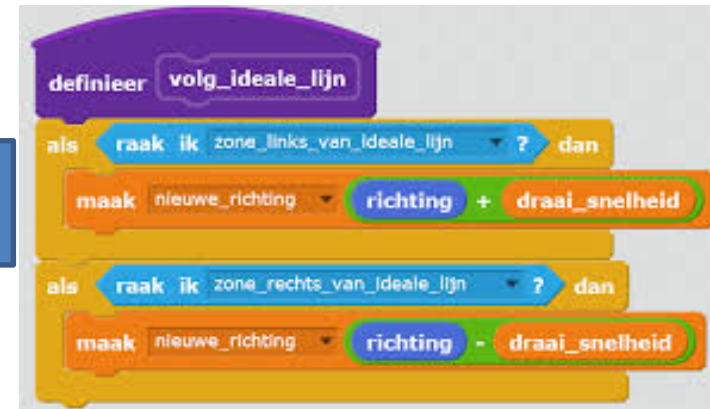 definieer volg_ideale_lijn
als raak ik zone_links_van_ideale_lijn ? dan
maak nieuwe_richting richting + draai_snelheid
als raak ik zone_rechts_van_ideale_lijn ? dan
maak nieuwe_richting richting - draai_snelheid